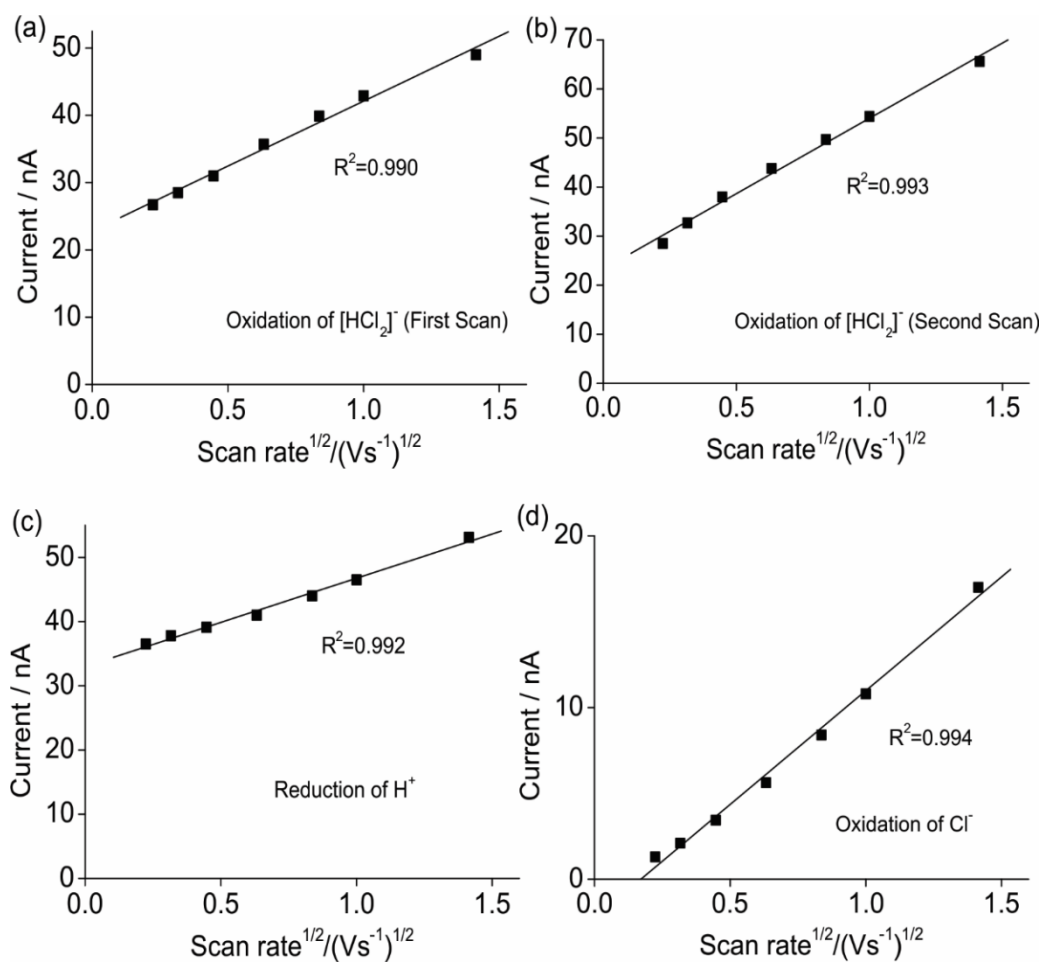 (a)
50
40
30
20
10
0
Current / nA
R²=0.990
Oxidation of [HCl₂]⁻ (First Scan)
0.0 0.5 1.0 1.5
Scan rate¹/²/(Vs⁻¹)¹/²
(b)
70
60
50
40
30
20
10
0
Current / nA
R²=0.993
Oxidation of [HCl₂]⁻ (Second Scan)
0.0 0.5 1.0 1.5
Scan rate¹/²/(Vs⁻¹)¹/²
(c)
50
40
30
20
10
0
Current / nA
R²=0.992
Reduction of H⁺
0.0 0.5 1.0 1.5
Scan rate¹/²/(Vs⁻¹)¹/²
(d)
20
10
0
Current / nA
R²=0.994
Oxidation of Cl⁻
0.0 0.5 1.0 1.5
Scan rate¹/²/(Vs⁻¹)¹/²